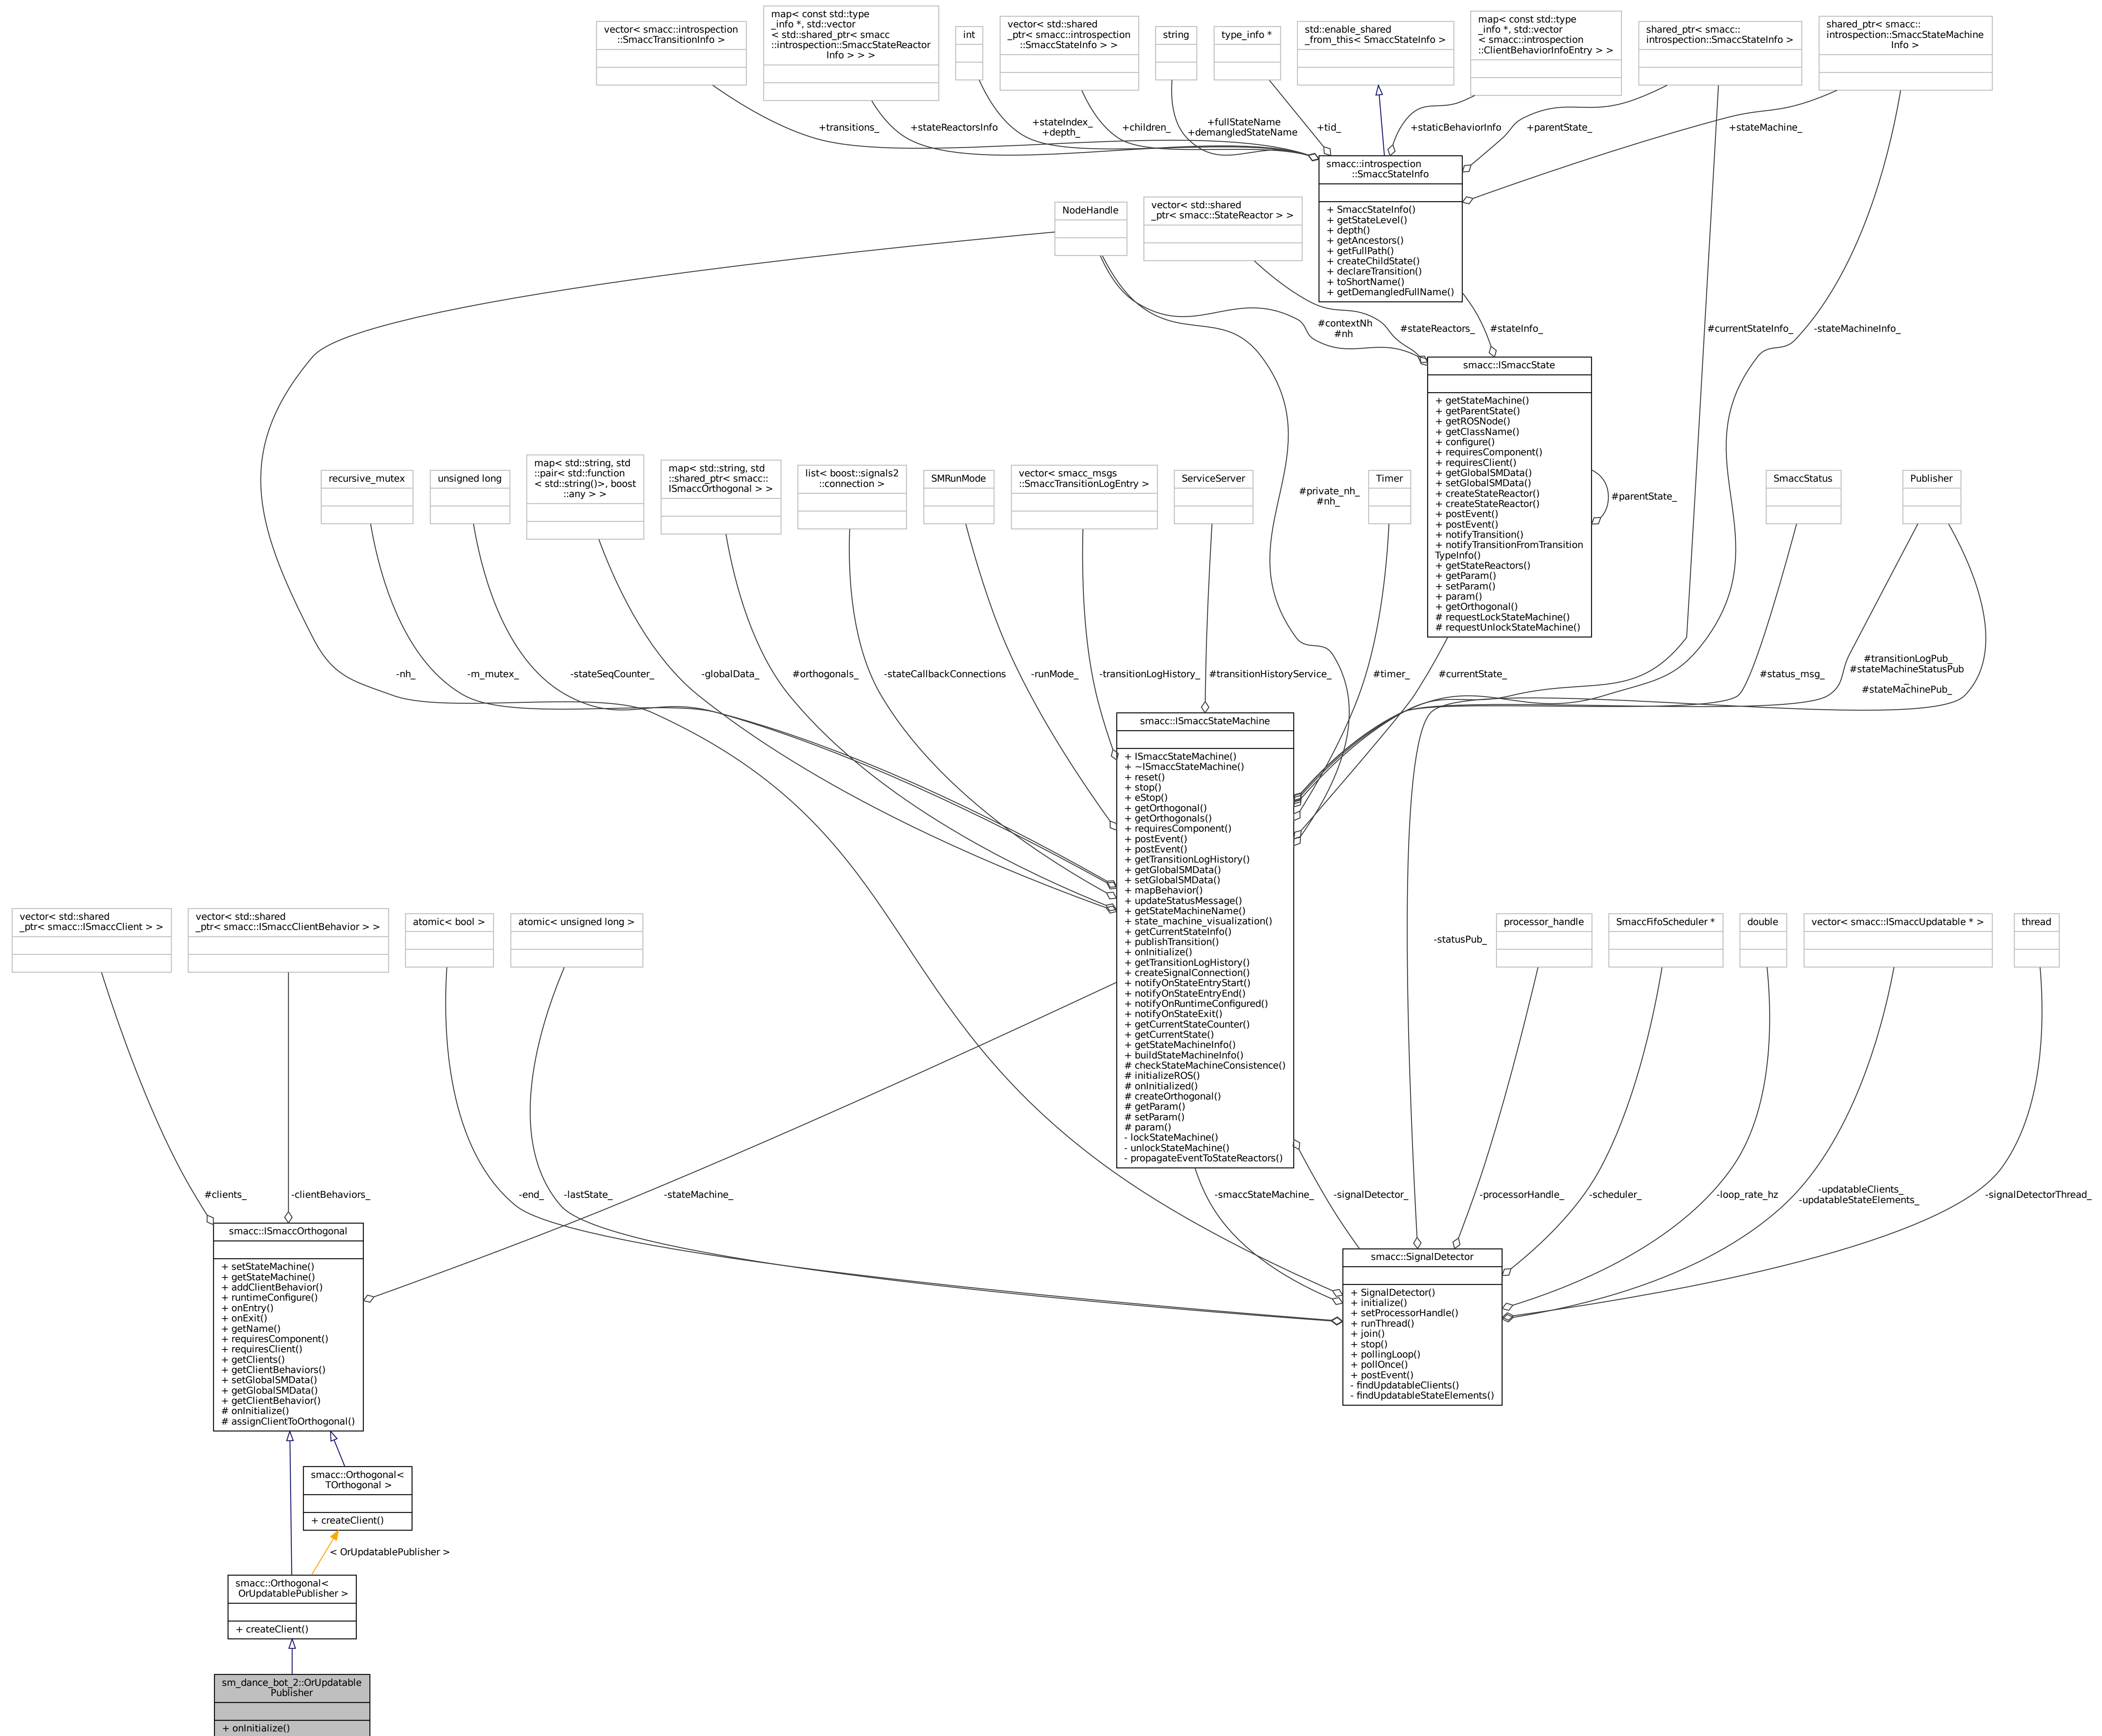 vector< smacc::introspection
::SmaccTransitionInfo >
map< const std::type
_info *, std::vector
< std::shared_ptr< smacc
::introspection::SmaccStateReactor
Info > > >
int
vector< std::shared
_ptr< smacc::introspection
::SmaccStateInfo > >
string
type_info *
std::enable_shared
_from_this< SmaccStateInfo >
map< const std::type
_info *, std::vector
< smacc::introspection
::ClientBehaviorInfoEntry > >
shared_ptr< smacc::
introspection::SmaccStateInfo >
shared_ptr< smacc::
introspection::SmaccStateMachine
Info >
+transitions_
+stateReactorsInfo
+stateIndex_
+depth_
+children_
+fullStateName
+demangledStateName
+tid_
+staticBehaviorInfo
+parentState_
+stateMachine_
smacc::introspection
::SmaccStateInfo
+ SmaccStateInfo()
+ getStateLevel()
+ depth()
+ getAncestors()
+ getFullPath()
+ createChildState()
+ declareTransition()
+ toShortName()
+ getDemangledFullName()
NodeHandle
vector< std::shared
_ptr< smacc::StateReactor > >
#contextNh
#nh
#stateReactors_
#stateInfo_
#currentStateInfo_
-stateMachineInfo_
smacc::ISmaccState
+ getStateMachine()
+ getParentState()
+ getROSNode()
+ getClassName()
+ configure()
+ requiresComponent()
+ requiresClient()
+ getGlobalSMData()
+ setGlobalSMData()
+ createStateReactor()
+ createStateReactor()
+ postEvent()
+ postEvent()
+ notifyTransition()
+ notifyTransitionFromTransition
TypeInfo()
+ getStateReactors()
+ getParam()
+ setParam()
+ param()
+ getOrthogonal()
# requestLockStateMachine()
# requestUnlockStateMachine()
#parentState_
recursive_mutex
unsigned long
map< std::string, std
::pair< std::function
< std::string()>, boost
::any > >
map< std::string, std
::shared_ptr< smacc::
ISmaccOrthogonal > >
list< boost::signals2
::connection >
SMRunMode
vector< smacc_msgs
::SmaccTransitionLogEntry >
ServiceServer
#private_nh_
#nh_
Timer
SmaccStatus
Publisher
-nh_
-m_mutex_
-stateSeqCounter_
-globalData_
#orthogonals_
-stateCallbackConnections
-runMode_
-transitionLogHistory_
#transitionHistoryService_
#timer_
#currentState_
#status_msg_
#transitionLogPub_
#stateMachineStatusPub
_
#stateMachinePub_
smacc::ISmaccStateMachine
+ ISmaccStateMachine()
+ ~ISmaccStateMachine()
+ reset()
+ stop()
+ eStop()
+ getOrthogonal()
+ getOrthogonals()
+ requiresComponent()
+ postEvent()
+ postEvent()
+ getTransitionLogHistory()
+ getGlobalSMData()
+ setGlobalSMData()
+ mapBehavior()
+ updateStatusMessage()
+ getStateMachineName()
+ state_machine_visualization()
+ getCurrentStateInfo()
+ publishTransition()
+ onInitialize()
+ getTransitionLogHistory()
+ createSignalConnection()
+ notifyOnStateEntryStart()
+ notifyOnStateEntryEnd()
+ notifyOnRuntimeConfigured()
+ notifyOnStateExit()
+ getCurrentStateCounter()
+ getCurrentState()
+ getStateMachineInfo()
+ buildStateMachineInfo()
# checkStateMachineConsistence()
# initializeROS()
# onInitialized()
# createOrthogonal()
# getParam()
# setParam()
# param()
- lockStateMachine()
- unlockStateMachine()
- propagateEventToStateReactors()
vector< std::shared
_ptr< smacc::ISmaccClient > >
vector< std::shared
_ptr< smacc::ISmaccClientBehavior > >
atomic< bool >
atomic< unsigned long >
-statusPub_
processor_handle
SmaccFifoScheduler *
double
vector< smacc::ISmaccUpdatable * >
thread
#clients_
-clientBehaviors_
-end_
-lastState_
-stateMachine_
-smaccStateMachine_
-signalDetector_
-processorHandle_
-scheduler_
-loop_rate_hz
-updatableClients_
-updatableStateElements_
-signalDetectorThread_
smacc::ISmaccOrthogonal
+ setStateMachine()
+ getStateMachine()
+ addClientBehavior()
+ runtimeConfigure()
+ onEntry()
+ onExit()
+ getName()
+ requiresComponent()
+ requiresClient()
+ getClients()
+ getClientBehaviors()
+ setGlobalSMData()
+ getGlobalSMData()
+ getClientBehavior()
# onInitialize()
# assignClientToOrthogonal()
smacc::SignalDetector
+ SignalDetector()
+ initialize()
+ setProcessorHandle()
+ runThread()
+ join()
+ stop()
+ pollingLoop()
+ pollOnce()
+ postEvent()
- findUpdatableClients()
- findUpdatableStateElements()
smacc::Orthogonal<
TOrthogonal >
+ createClient()
< OrUpdatablePublisher >
smacc::Orthogonal<
OrUpdatablePublisher >
+ createClient()
sm_dance_bot_2::OrUpdatable
Publisher
+ onInitialize()